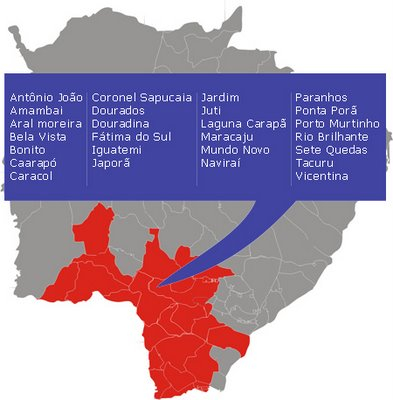 Antônio João
Amambai
Aral moreira
Bela Vista
Bonito
Caarapó
Caracol
Coronel Sapucaia
Dourados
Douradina
Fátima do Sul
Iguatemi
Japorã
Jardim
Juti
Laguna Carapã
Maracaju
Mundo Novo
Naviraí
Paranhos
Ponta Porã
Porto Murtinho
Rio Brilhante
Sete Quedas
Tacuru
Vicentina